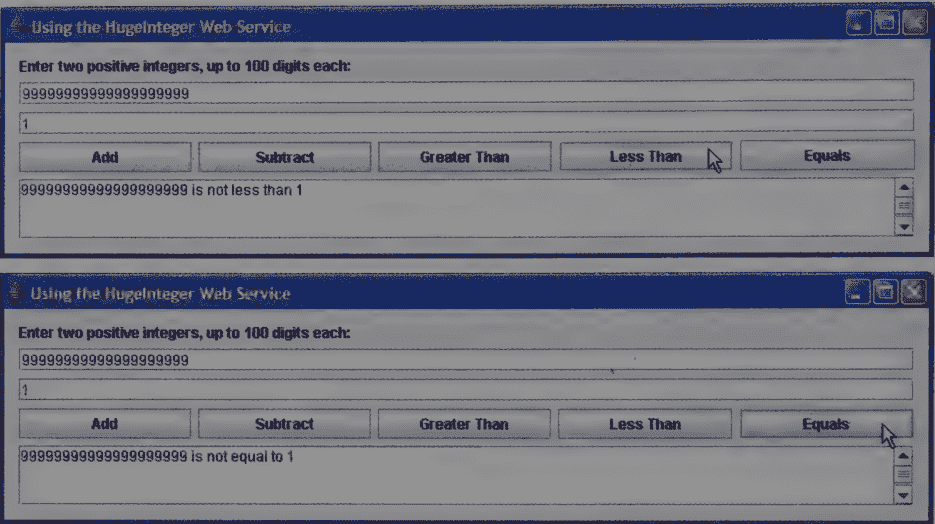 Using the HugeInteger Web Service
Enter two positive integers, up to 100 digits each:
99999999999999999999
1
Add Subtract Greater Than Less Than Equals
99999999999999999999 is not less than 1
Using the HugeInteger Web Service
Enter two positive integers, up to 100 digits each:
99999999999999999999
1
Add Subtract Greater Than Less Than Equals
99999999999999999999 is not equal to 1